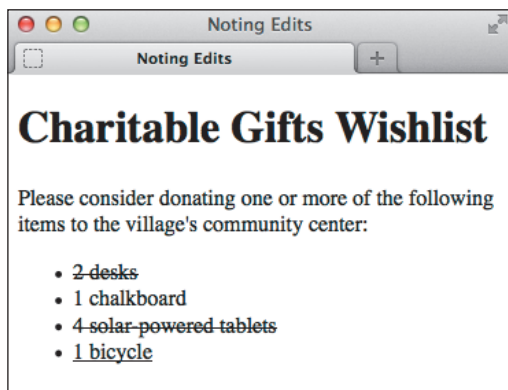 Noting Edits
Noting Edits
Charitable Gifts Wishlist
Please consider donating one or more of the following
items to the village's community center:
• 2 desks
• 1 chalkboard
• 4 solar-powered tablets
• 1 bicycle